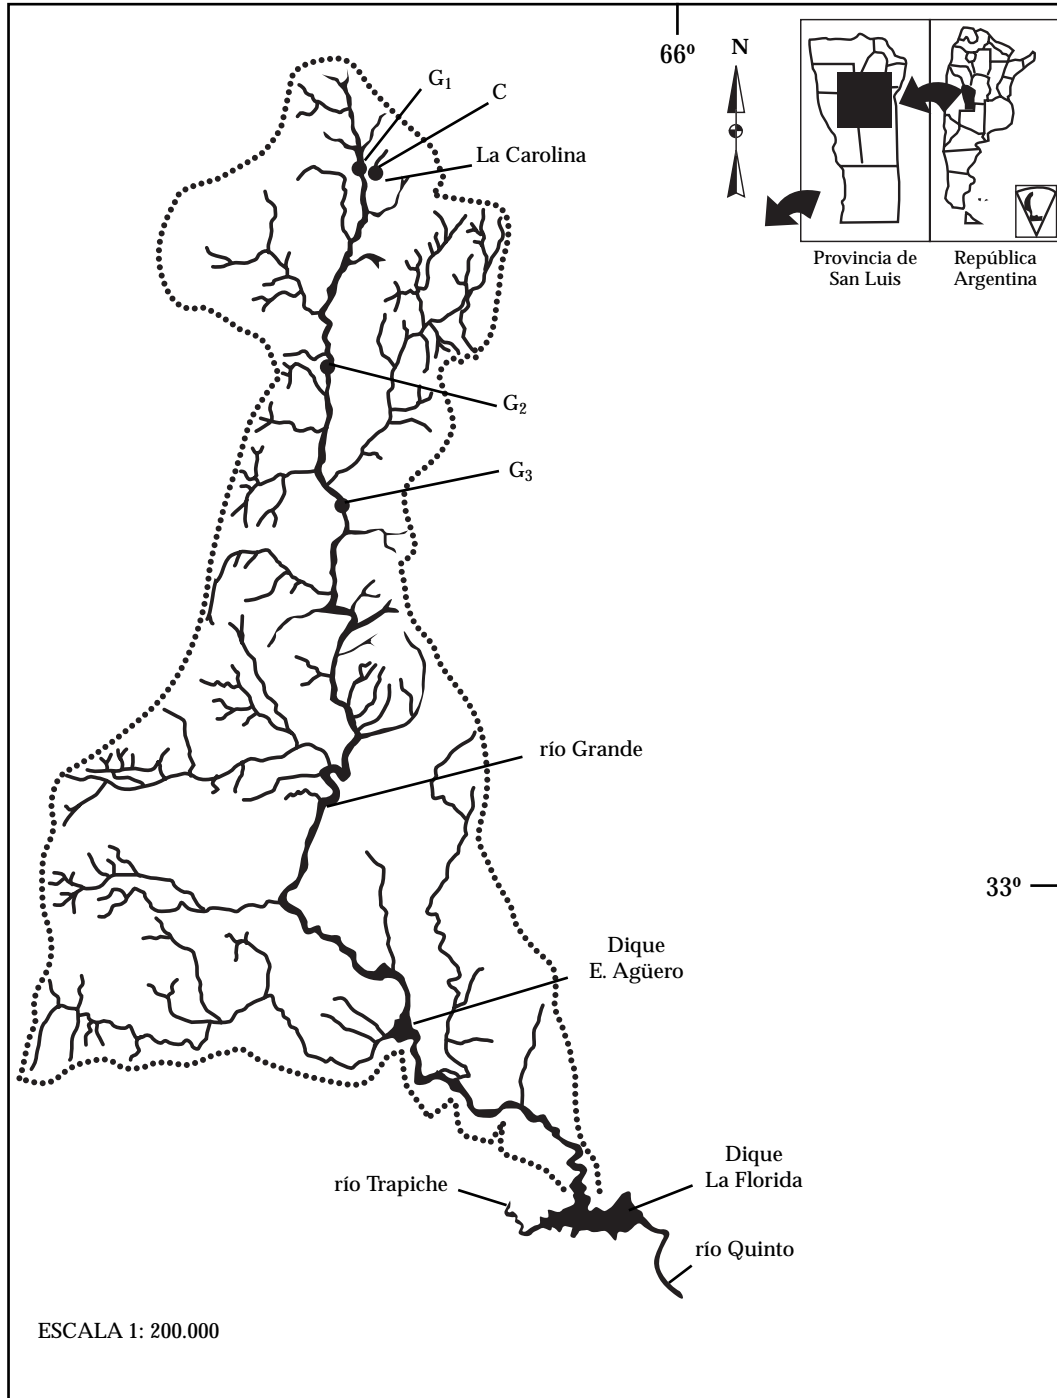 66º
N
G₁
C
La Carolina
Provincia de
San Luis
República
Argentina
G₂
G₃
río Grande
33º
Dique
E. Agüero
Dique
La Florida
río Trapiche
río Quinto
ESCALA 1: 200.000